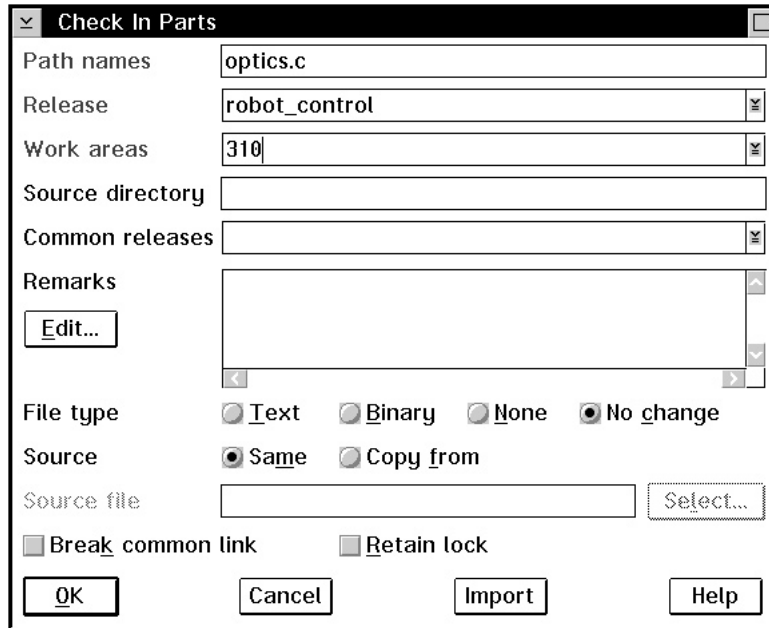 Check In Parts
Path names optics.c
Release robot_control
Work areas 310
Source directory
Common releases
Remarks
Edit...
File type Text Binary None No change
Source Same Copy from
Source file Select...
Break common link Retain lock
OK Cancel Import Help